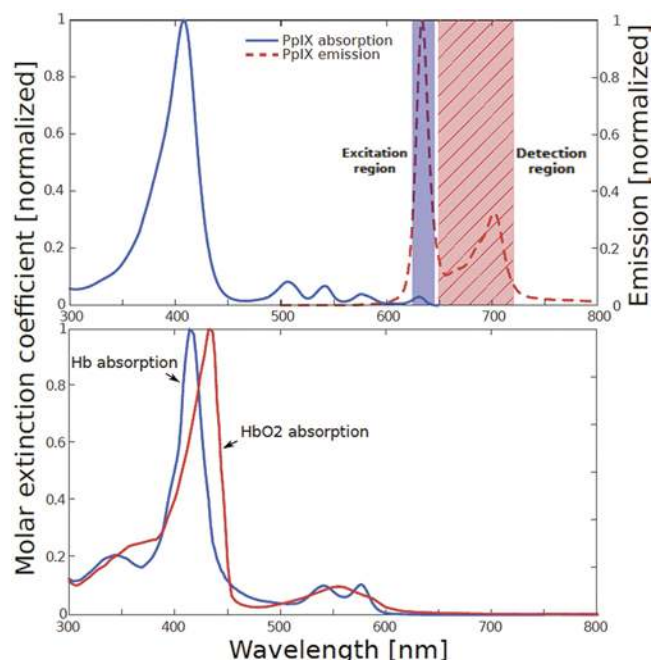 1
0.8
0.6
0.4
0.2
0
PpIX absorption
PpIX emission
Excitation
region
Detection
region
1
0.8
0.6
0.4
0.2
0
300
400
500
600
700
800
Molar extinction coefficient [normalized]
Emission [normalized]
1
0.8
0.6
0.4
0.2
0
Hb absorption
HbO2 absorption
300
400
500
600
700
800
Wavelength [nm]